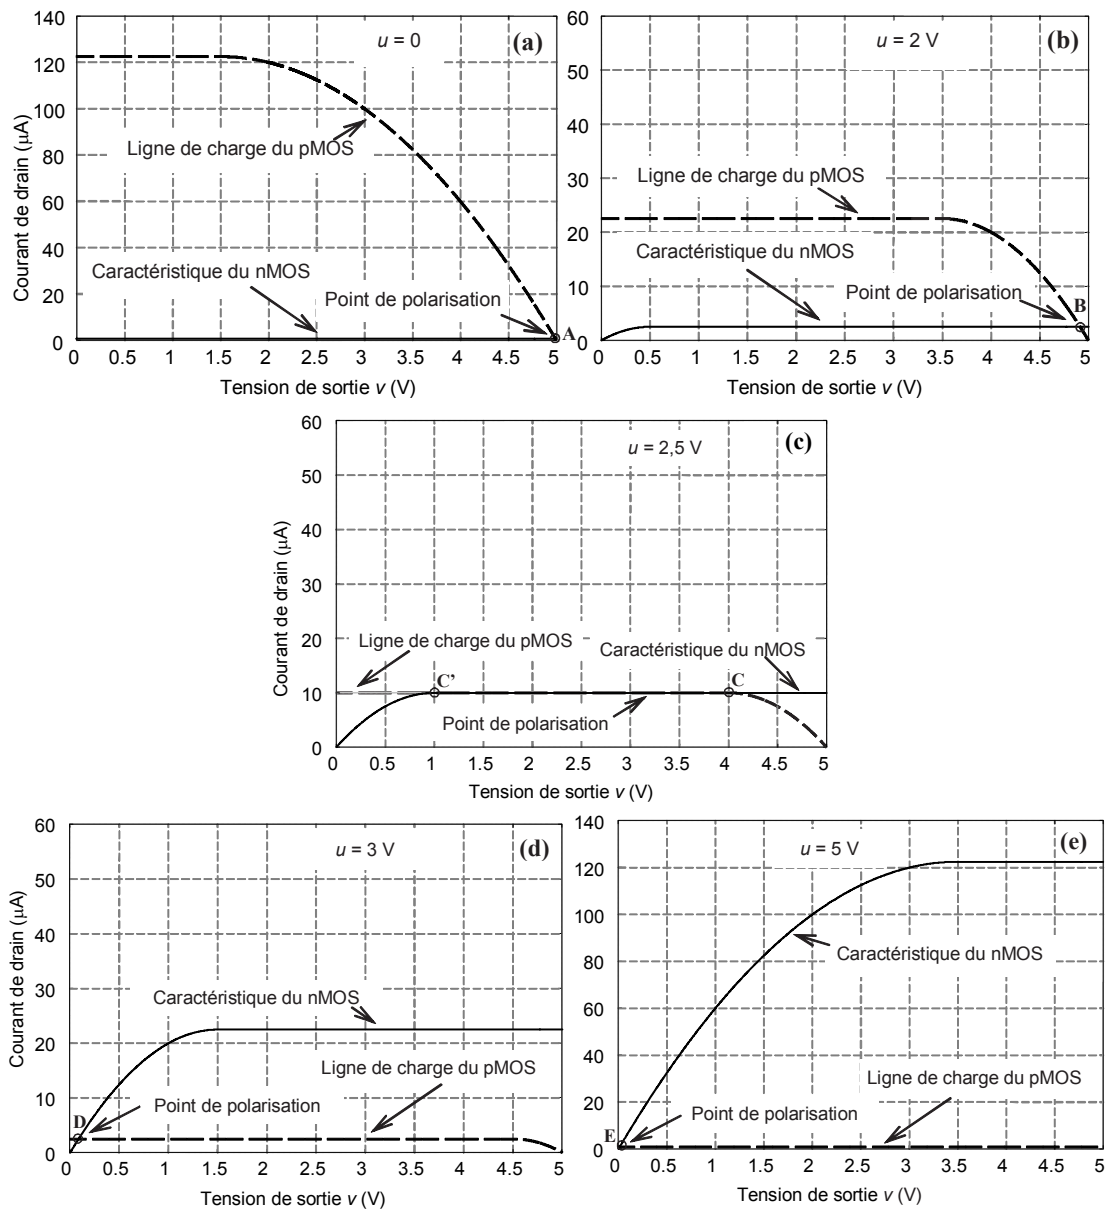 140
120
100
80
60
40
20
0
0 0.5 1 1.5 2 2.5 3 3.5 4 4.5 5
Courant de drain (µA)
Tension de sortie v (V)
u = 0
(a)
Ligne de charge du pMOS
Caractéristique du nMOS
Point de polarisation
A
60
50
40
30
20
10
0
0 0.5 1 1.5 2 2.5 3 3.5 4 4.5 5
Tension de sortie v (V)
u = 2 V
(b)
Ligne de charge du pMOS
Caractéristique du nMOS
Point de polarisation
B
60
50
40
30
20
10
0
0 0.5 1 1.5 2 2.5 3 3.5 4 4.5 5
Courant de drain (µA)
Tension de sortie v (V)
u = 2,5 V
(c)
Ligne de charge du pMOS
Caractéristique du nMOS
C'
C
Point de polarisation
60
50
40
30
20
10
0
0 0.5 1 1.5 2 2.5 3 3.5 4 4.5 5
Courant de drain (µA)
Tension de sortie v (V)
u = 3 V
(d)
Caractéristique du nMOS
Ligne de charge du pMOS
Point de polarisation
D
140
120
100
80
60
40
20
0
0 0.5 1 1.5 2 2.5 3 3.5 4 4.5 5
Tension de sortie v (V)
u = 5 V
(e)
Caractéristique du nMOS
Ligne de charge du pMOS
Point de polarisation
E